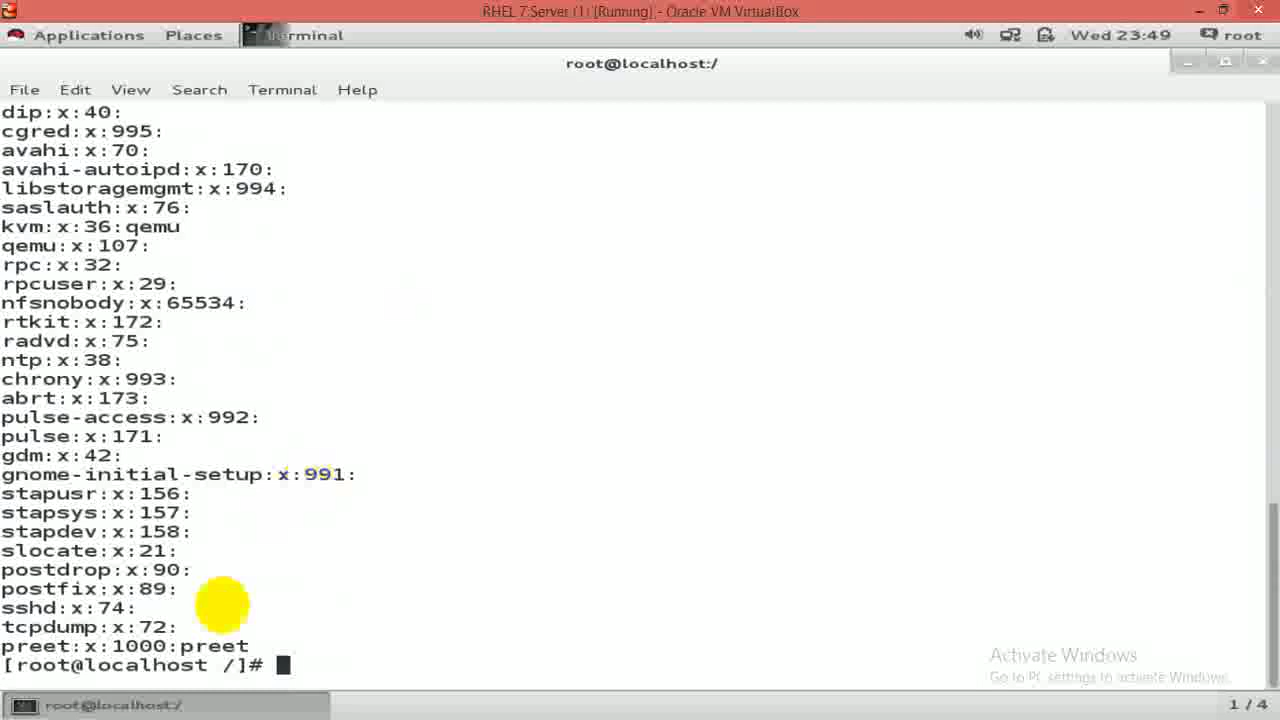 RHEL 7 Server (1) [Running] - Oracle VM VirtualBox
Applications Places Terminal Wed 23:49 root
root@localhost:/
File Edit View Search Terminal Help
dip:x:40:
cgred:x:995:
avahi:x:70:
avahi-autoipd:x:170:
libstoragemgmt:x:994:
saslauth:x:76:
kvm:x:36:qemu
qemu:x:107:
rpc:x:32:
rpcuser:x:29:
nfsnobody:x:65534:
rtkit:x:172:
radvd:x:75:
ntp:x:38:
chrony:x:993:
abrt:x:173:
pulse-access:x:992:
pulse:x:171:
gdm:x:42:
gnome-initial-setup:x:991:
stapusr:x:156:
stapsys:x:157:
stapdev:x:158:
slocate:x:21:
postdrop:x:90:
postfix:x:89:
sshd:x:74:
tcpdump:x:72:
preet:x:1000:preet
[root@localhost /]#
Activate Windows
Go to PC settings to activate Windows.
root@localhost:/ 1 / 4